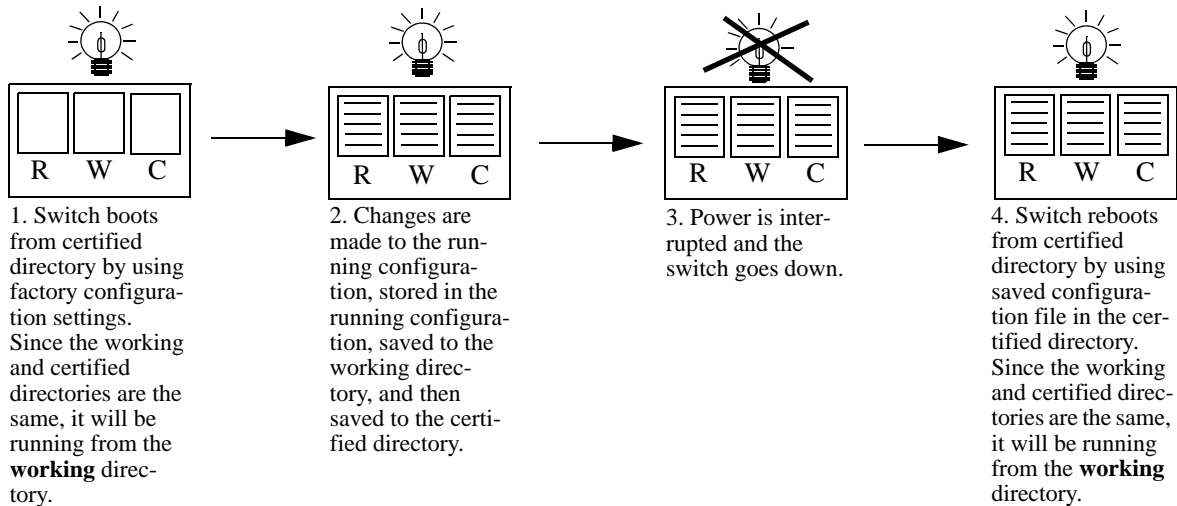 R W C
1. Switch boots
from certified
directory by using
factory configura-
tion settings.
Since the working
and certified
directories are the
same, it will be
running from the
working direc-
tory.
R W C
2. Changes are
made to the run-
ning configura-
tion, stored in the
running configura-
tion, saved to the
working direc-
tory, and then
saved to the certi-
fied directory.
R W C
3. Power is inter-
rupted and the
switch goes down.
R W C
4. Switch reboots
from certified
directory by using
saved configura-
tion file in the cer-
tified directory.
Since the working
and certified direc-
tories are the same,
it will be running
from the working
directory.